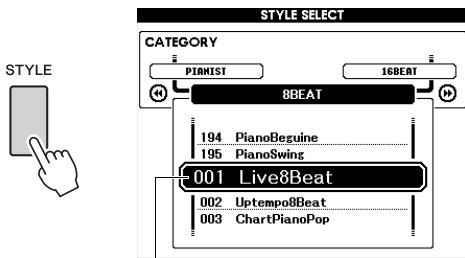 STYLE SELECT
CATEGORY
PIANIST
16BEAT
8BEAT
STYLE
194 PianoBeguine
195 PianoSwing
001 Live8Beat
002 Uptempo8Beat
003 ChartPianoPop